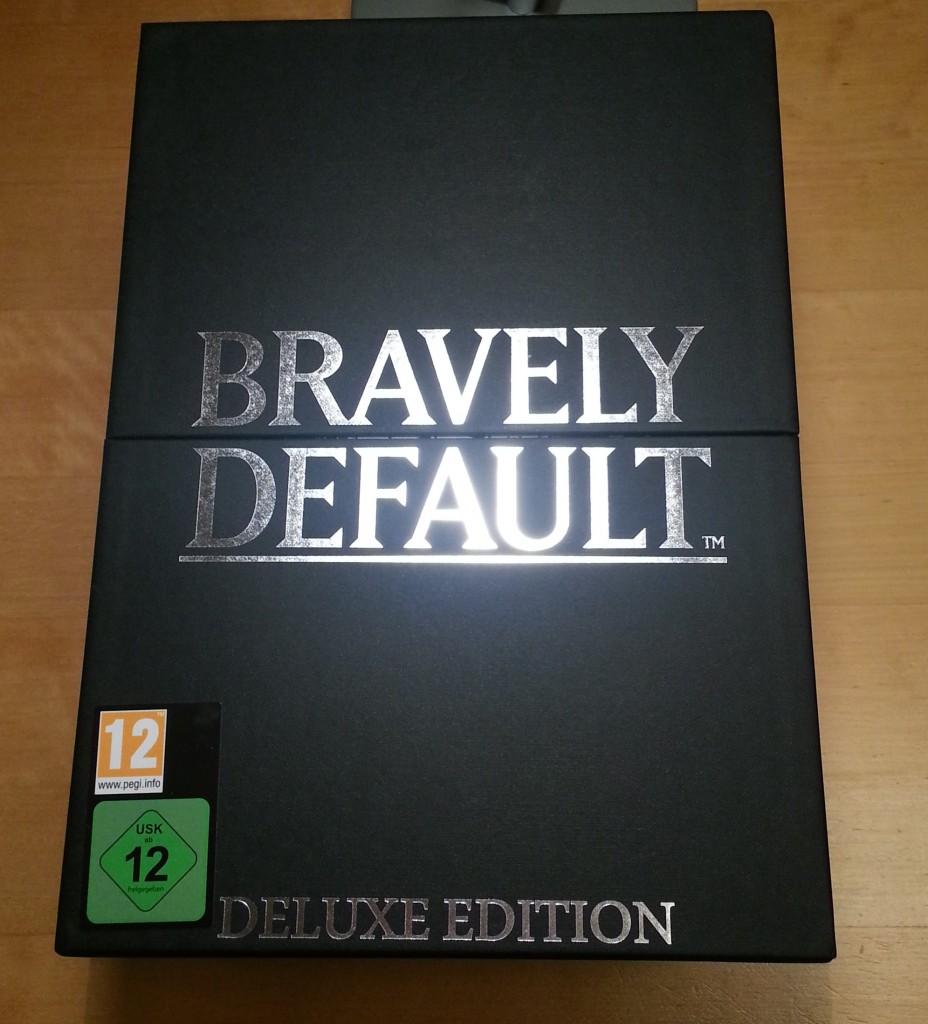 BRAVELY
DEFAULT™
12
www.pegi.info
USK
ab
12
freigegeben
DELUXE EDITION